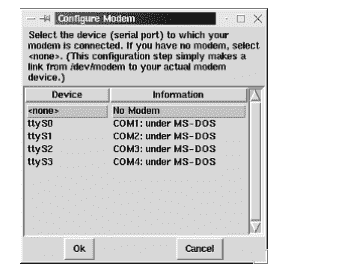 Configure Modem
Select the device (serial port) to which your
modem is connected. If you have no modem, select
<none>. (This configuration step simply makes a
link from /dev/modem to your actual modem
device.)
Device Information
<none> No Modem
ttyS0 COM1: under MS-DOS
ttyS1 COM2: under MS-DOS
ttyS2 COM3: under MS-DOS
ttyS3 COM4: under MS-DOS
Ok Cancel